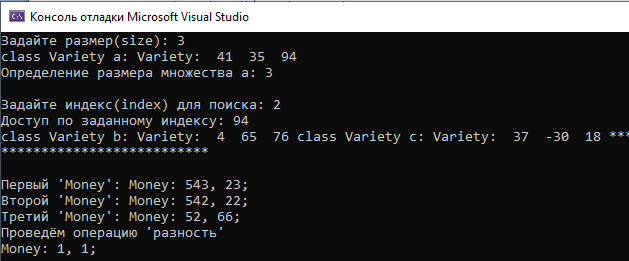 Консоль отладки Microsoft Visual Studio
Задайте размер(size): 3
class Variety a: Variety:  41  35  94
Определение размера множества a: 3
Задайте индекс(index) для поиска: 2
Доступ по заданному индексу: 94
class Variety b: Variety:  4  65  76 class Variety c: Variety:  37  -30  18 ***
**************************
Первый 'Money': Money: 543, 23;
Второй 'Money': Money: 542, 22;
Третий 'Money': Money: 52, 66;
Проведём операцию 'разность'
Money: 1, 1;